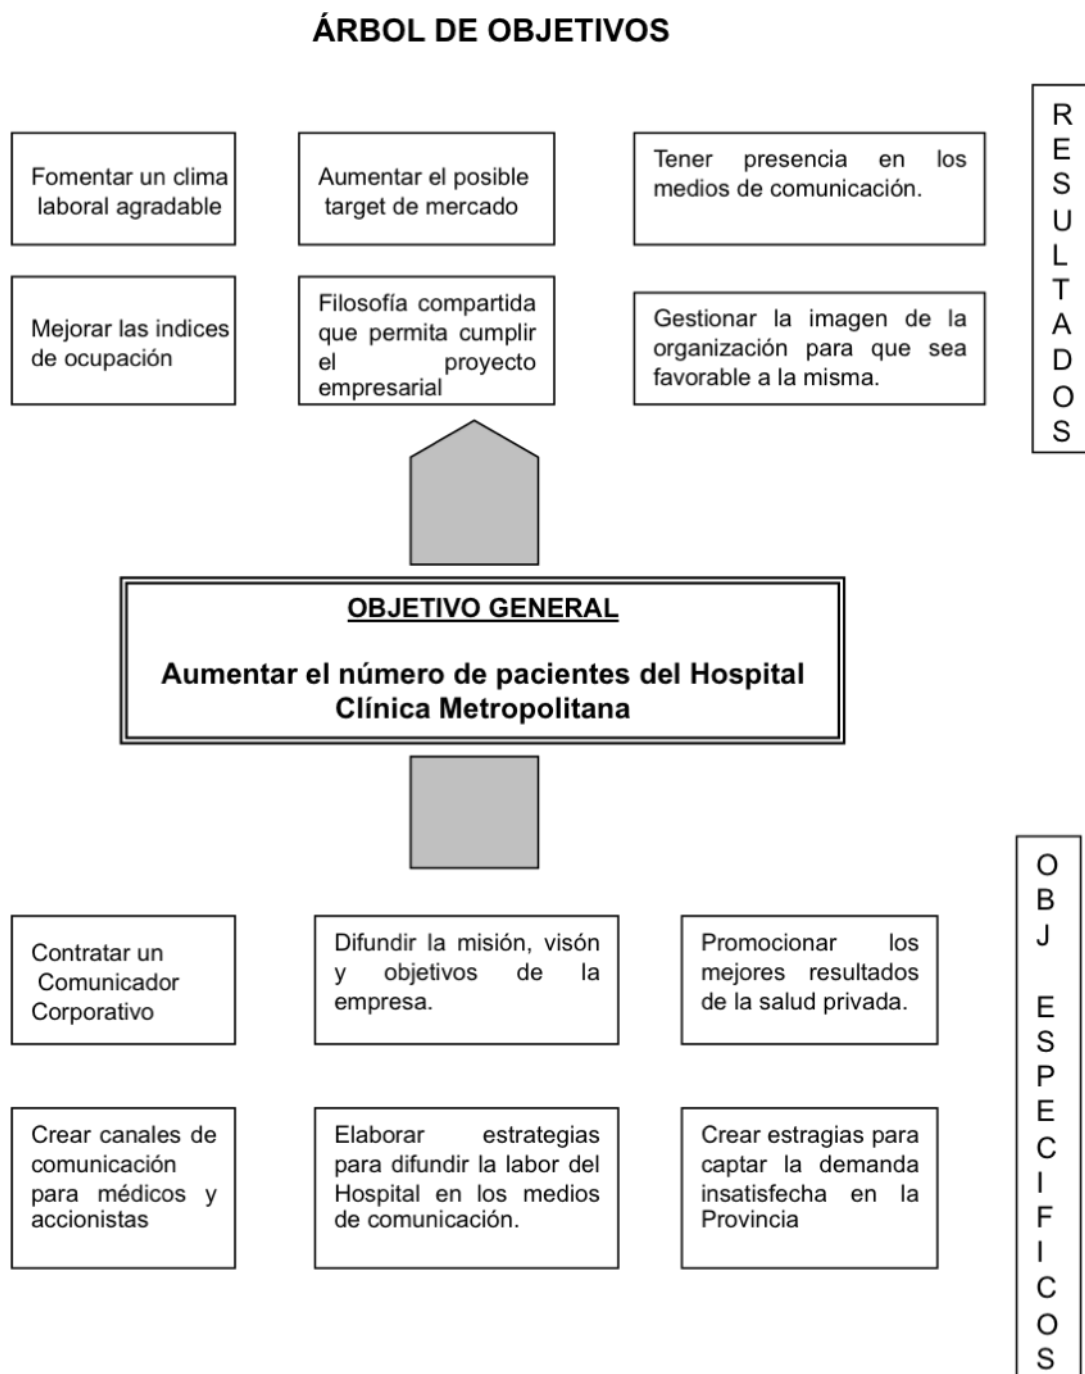 ÁRBOL DE OBJETIVOS
Fomentar un clima
laboral agradable
Aumentar el posible
target de mercado
Tener presencia en los
medios de comunicación.
Mejorar las indices
de ocupación
Filosofía compartida
que permita cumplir
el proyecto
empresarial
Gestionar la imagen de la
organización para que sea
favorable a la misma.
R
E
S
U
L
T
A
D
O
S
OBJETIVO GENERAL
Aumentar el número de pacientes del Hospital
Clínica Metropolitana
Contratar un
Comunicador
Corporativo
Difundir la misión, visón
y objetivos de la
empresa.
Promocionar los
mejores resultados
de la salud privada.
Crear canales de
comunicación
para médicos y
accionistas
Elaborar estrategias
para difundir la labor del
Hospital en los medios
de comunicación.
Crear estragias para
captar la demanda
insatisfecha en la
Provincia
O
B
J
E
S
P
E
C
I
F
I
C
O
S